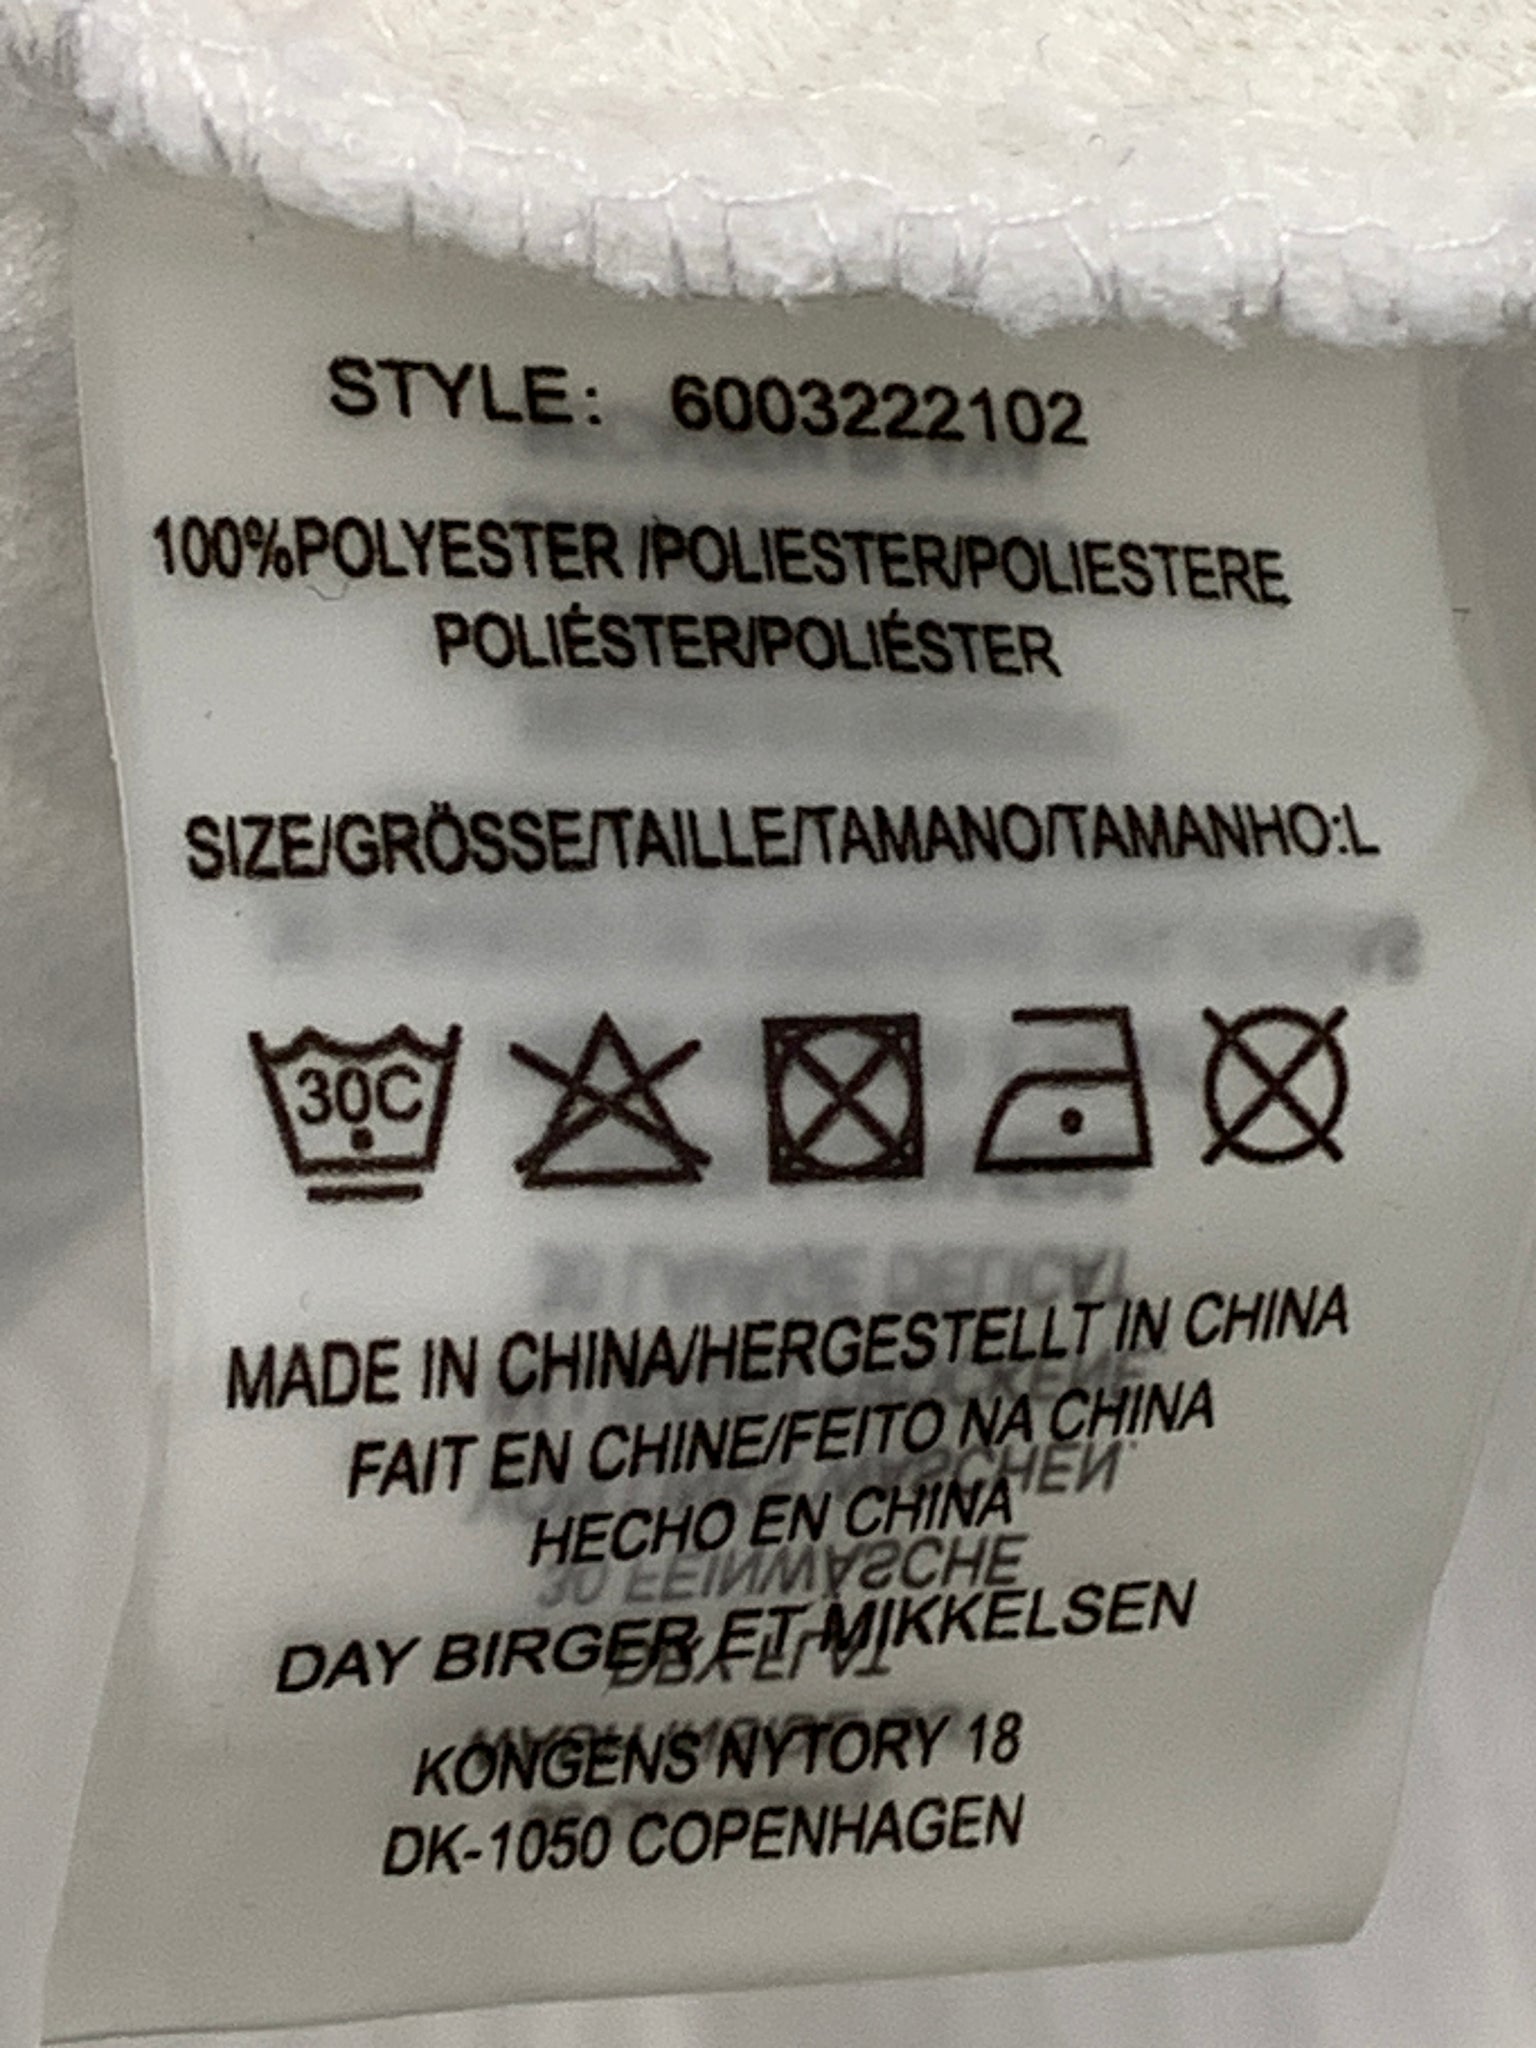 STYLE: 6003222102
100%POLYESTER /POLIESTER/POLIESTERE
POLIÉSTER/POLIÉSTER
SIZE/GRÖSSE/TAILLE/TAMANO/TAMANHO:L
30C
MADE IN CHINA/HERGESTELLT IN CHINA
FAIT EN CHINE/FEITO NA CHINA
HECHO EN CHINA
DAY BIRGER ET MIKKELSEN
KONGENS NYTORY 18
DK-1050 COPENHAGEN